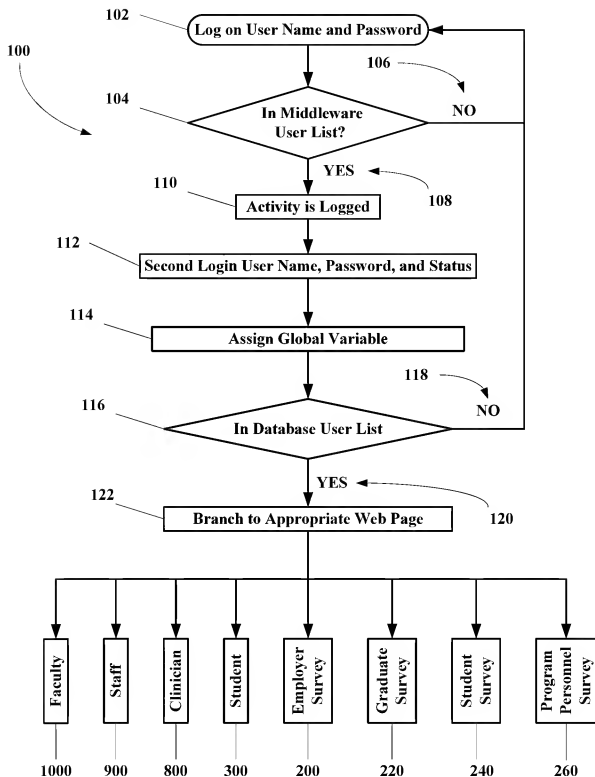 102
Log on User Name and Password
100
106
104
In Middleware
User List?
NO
YES
110
108
Activity is Logged
112
Second Login User Name, Password, and Status
114
Assign Global Variable
118
116
NO
In Database User List
YES
122
120
Branch to Appropriate Web Page
Faculty
Staff
Clinician
Student
Employer
Survey
Graduate
Survey
Student
Survey
Program
Personnel
Survey
1000 900 800 300 200 220 240 260